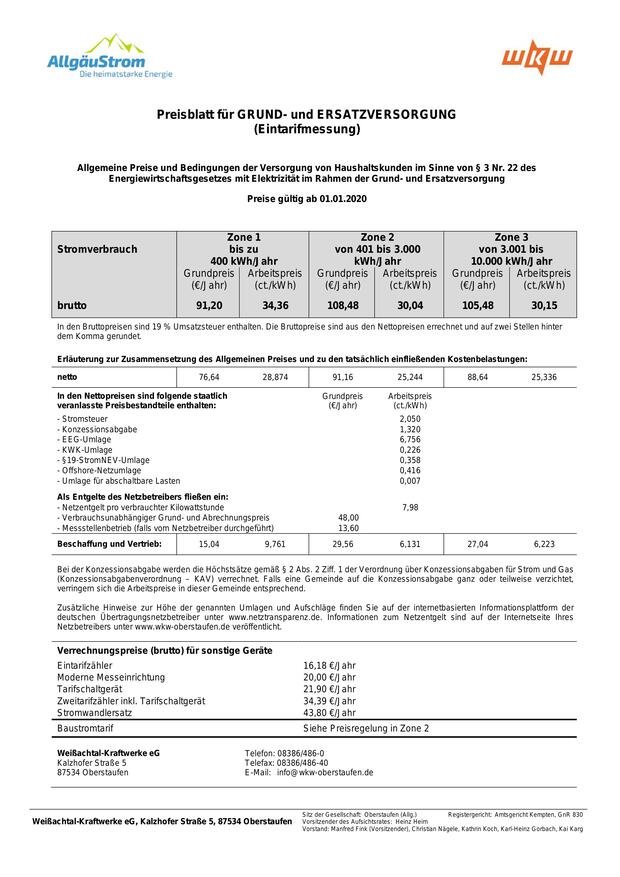 AllgäuStrom
Die heimatstarke Energie
wkw
Preisblatt für GRUND- und ERSATZVERSORGUNG
(Eintarifmessung)
Allgemeine Preise und Bedingungen der Versorgung von Haushaltskunden im Sinne von § 3 Nr. 22 des
Energiewirtschaftsgesetzes mit Elektrizität im Rahmen der Grund- und Ersatzversorgung
Preise gültig ab 01.01.2020
Stromverbrauch
Zone 1
bis zu
400 kWh/Jahr
Zone 2
von 401 bis 3.000
kWh/Jahr
Zone 3
von 3.001 bis
10.000 kWh/Jahr
Grundpreis Arbeitspreis Grundpreis Arbeitspreis Grundpreis Arbeitspreis
(€/Jahr) (ct./kWh) (€/Jahr) (ct./kWh) (€/Jahr) (ct./kWh)
brutto 91,20 34,36 108,48 30,04 105,48 30,15
In den Bruttopreisen sind 19 % Umsatzsteuer enthalten. Die Bruttopreise sind aus den Nettopreisen errechnet und auf zwei Stellen hinter
dem Komma gerundet.
Erläuterung zur Zusammensetzung des Allgemeinen Preises und zu den tatsächlich einfließenden Kostenbelastungen:
netto 76,64 28,874 91,16 25,244 88,64 25,336
In den Nettopreisen sind folgende staatlich Grundpreis Arbeitspreis
veranlasste Preisbestandteile enthalten: (€/Jahr) (ct./kWh)
- Stromsteuer 2,050
- Konzessionsabgabe 1,320
- EEG-Umlage 6,756
- KWK-Umlage 0,226
- §19-StromNEV-Umlage 0,358
- Offshore-Netzumlage 0,416
- Umlage für abschaltbare Lasten 0,007
Als Entgelte des Netzbetreibers fließen ein:
- Netzentgelt pro verbrauchter Kilowattstunde 7,98
- Verbrauchsunabhängiger Grund- und Abrechnungspreis 48,00
- Messstellenbetrieb (falls vom Netzbetreiber durchgeführt) 13,60
Beschaffung und Vertrieb: 15,04 9,761 29,56 6,131 27,04 6,223
Bei der Konzessionsabgabe werden die Höchstsätze gemäß § 2 Abs. 2 Ziff. 1 der Verordnung über Konzessionsabgaben für Strom und Gas
(Konzessionsabgabenverordnung – KAV) verrechnet. Falls eine Gemeinde auf die Konzessionsabgabe ganz oder teilweise verzichtet,
verringern sich die Arbeitspreise in dieser Gemeinde entsprechend.
Zusätzliche Hinweise zur Höhe der genannten Umlagen und Aufschläge finden Sie auf der internetbasierten Informationsplattform der
deutschen Übertragungsnetzbetreiber unter www.netztransparenz.de. Informationen zum Netzentgelt sind auf der Internetseite Ihres
Netzbetreibers unter www.wkw-oberstaufen.de veröffentlicht.
Verrechnungspreise (brutto) für sonstige Geräte
Eintarifzähler 16,18 €/Jahr
Moderne Messeinrichtung 20,00 €/Jahr
Tarifschaltgerät 21,90 €/Jahr
Zweitarifzähler inkl. Tarifschaltgerät 34,39 €/Jahr
Stromwandlersatz 43,80 €/Jahr
Baustromtarif Siehe Preisregelung in Zone 2
Weißachtal-Kraftwerke eG Telefon: 08386/486-0
Kalzhofer Straße 5 Telefax: 08386/486-40
87534 Oberstaufen E-Mail: info@wkw-oberstaufen.de
Weißachtal-Kraftwerke eG, Kalzhofer Straße 5, 87534 Oberstaufen
Sitz der Gesellschaft: Oberstaufen (Allg.) Registergericht: Amtsgericht Kempten, GnR 830
Vorsitzender des Aufsichtsrates: Heinz Heim
Vorstand: Manfred Fink (Vorsitzender), Christian Nägele, Kathrin Koch, Karl-Heinz Gorbach, Kai Karg